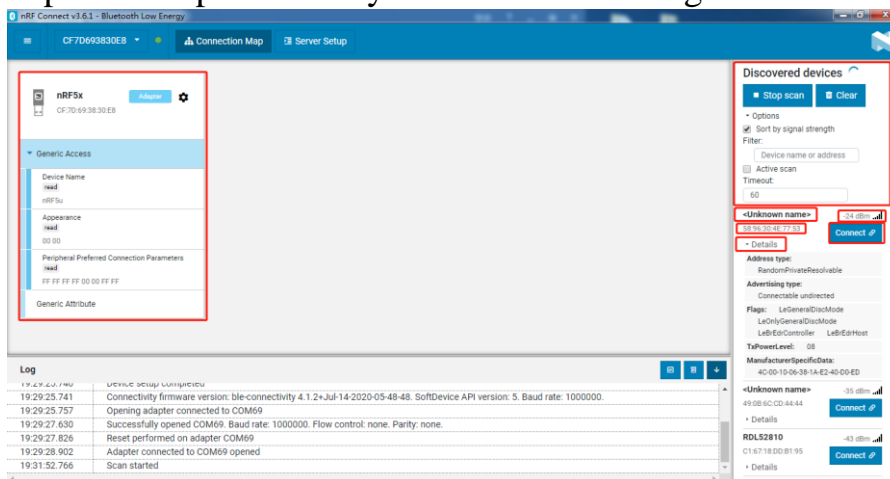 nRF Connect v3.6.1 - Bluetooth Low Energy
CF7D693830E8
Connection Map
Server Setup
nRF5x
Adapter
CF:7D:69:38:30:E8
Generic Access
Device Name
read
nRF5u
Appearance
read
00 00
Peripheral Preferred Connection Parameters
read
FF FF FF FF 00 00 FF FF
Generic Attribute
Discovered devices
Stop scan
Clear
Options
Sort by signal strength
Filter:
Device name or address
Active scan
Timeout:
60
<Unknown name>
-24 dBm
58:96:30:4E:77:53
Connect
Details
Address type:
RandomPrivateResolvable
Advertising type:
Connectable undirected
Flags: LeGeneralDiscMode
LeOnlyGeneralDiscMode
LeBrEdrController LeBrEdrHost
TxPowerLevel: 08
ManufacturerSpecificData:
4C-00-10-06-38-1A-E2-40-D0-ED
<Unknown name>
-35 dBm
49:0B:6C:CD:44:44
Connect
Details
RDL52810
-43 dBm
C1:67:18:DD:B1:95
Connect
Details
Log
19:29:25.740 Device setup completed
19:29:25.741 Connectivity firmware version: ble-connectivity 4.1.2+Jul-14-2020-05-48-48. SoftDevice API version: 5. Baud rate: 1000000.
19:29:25.757 Opening adapter connected to COM69
19:29:27.630 Successfully opened COM69. Baud rate: 1000000. Flow control: none. Parity: none.
19:29:27.826 Reset performed on adapter COM69
19:29:28.902 Adapter connected to COM69 opened
19:31:52.766 Scan started